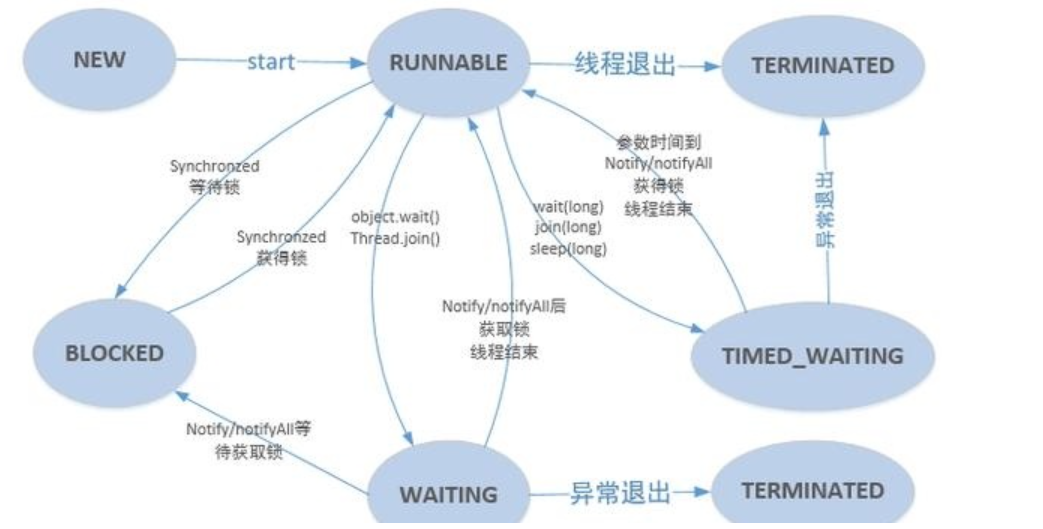 NEW
start
RUNNABLE
线程退出
TERMINATED
Synchronzed
等待锁
Synchronzed
获得锁
object.wait()
Thread.join()
Notify/notifyAll后
获取锁
线程结束
wait(long)
join(long)
sleep(long)
参数时间到
Notify/notifyAll
获得锁
线程结束
异常退出
BLOCKED
TIMED_WAITING
Notify/notifyAll等
待获取锁
WAITING
异常退出
TERMINATED